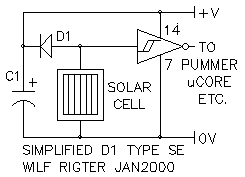 +V
D1
14
TO
7 PUMMER
uCORE
ETC.
C1
+
SOLAR
CELL
0V
SIMPLIFIED D1 TYPE SE
WILF RIGTER JAN2000